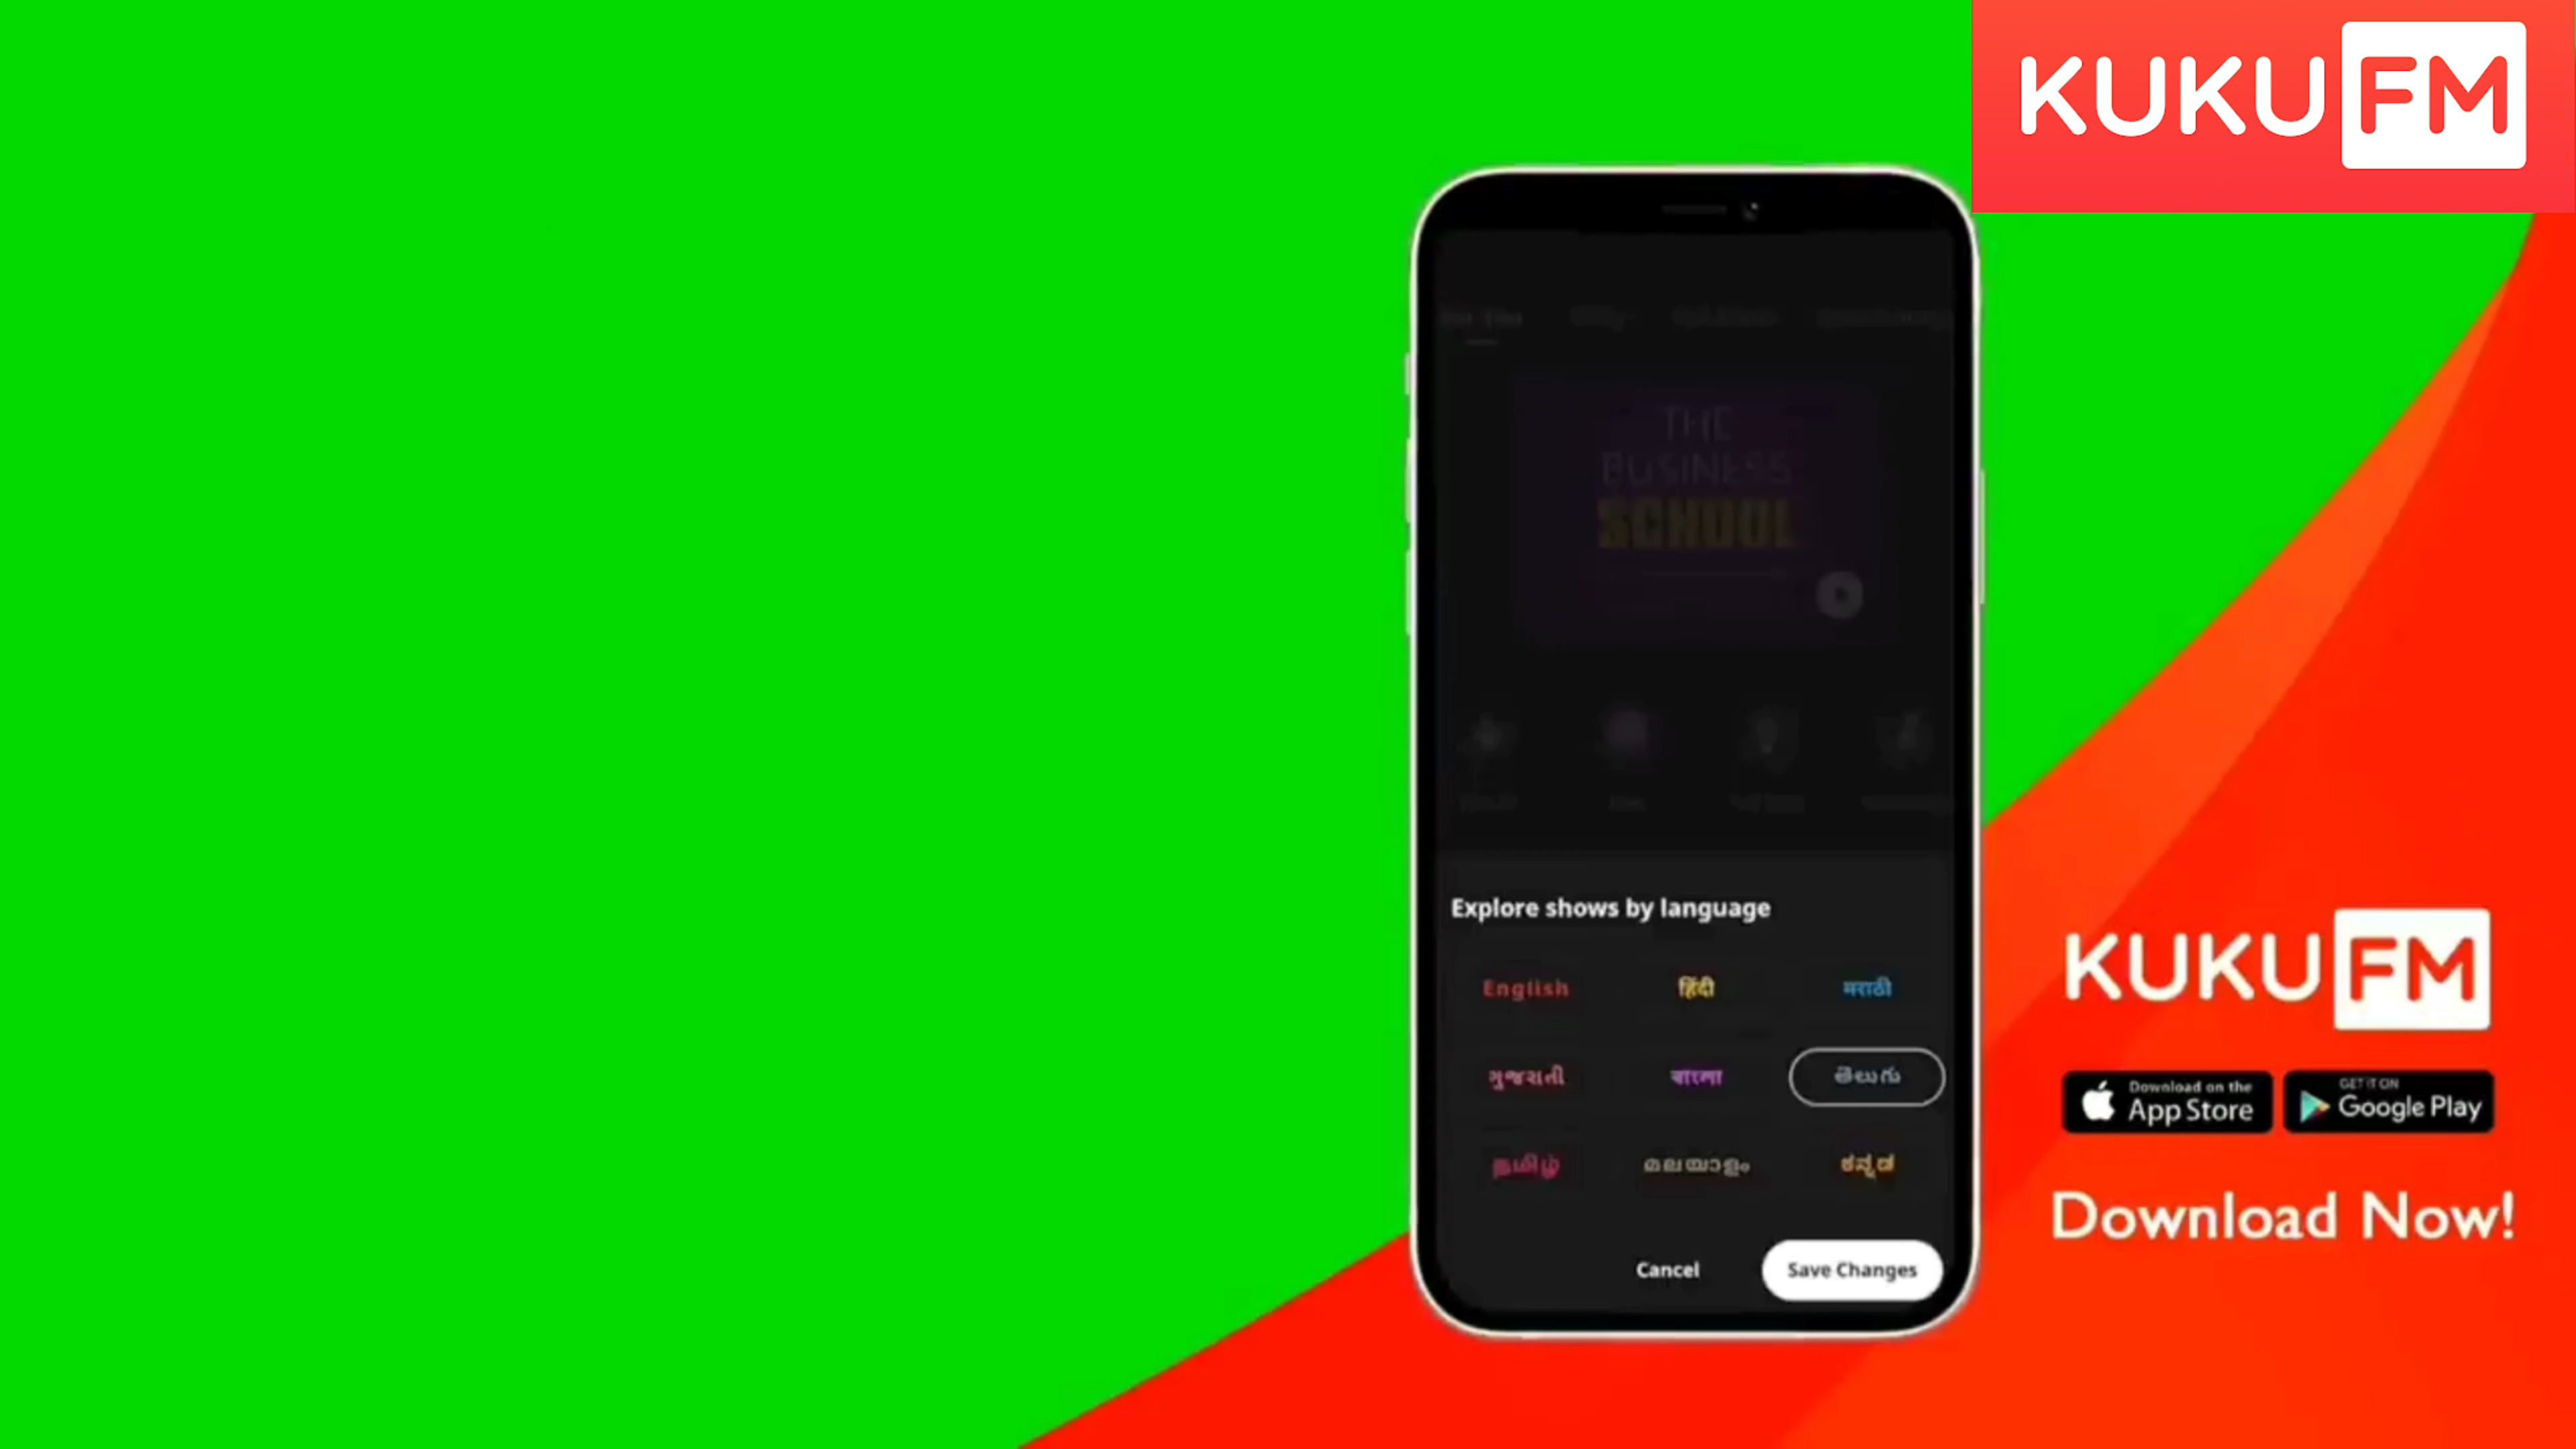 KUKU FM
THE
BUSINESS
SCHOOL
Explore shows by language
English हिंदी मराठी
ગુજરાતી বাংলা తెలుగు
தமிழ் മലയാളം ಕನ್ನಡ
Cancel Save Changes
KUKU FM
Download on the
App Store
GET IT ON
Google Play
Download Now!